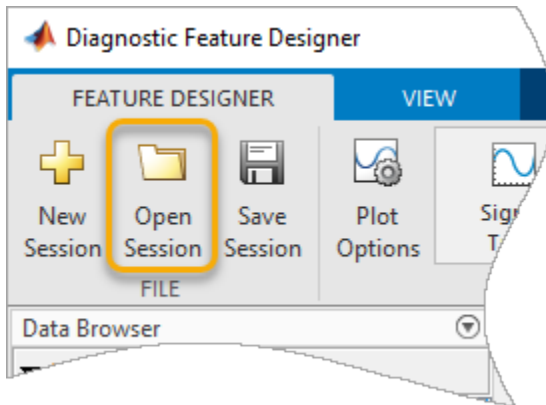 Diagnostic Feature Designer
FEATURE DESIGNER VIEW
New Session
Open Session
Save Session
Plot Options
FILE
Data Browser